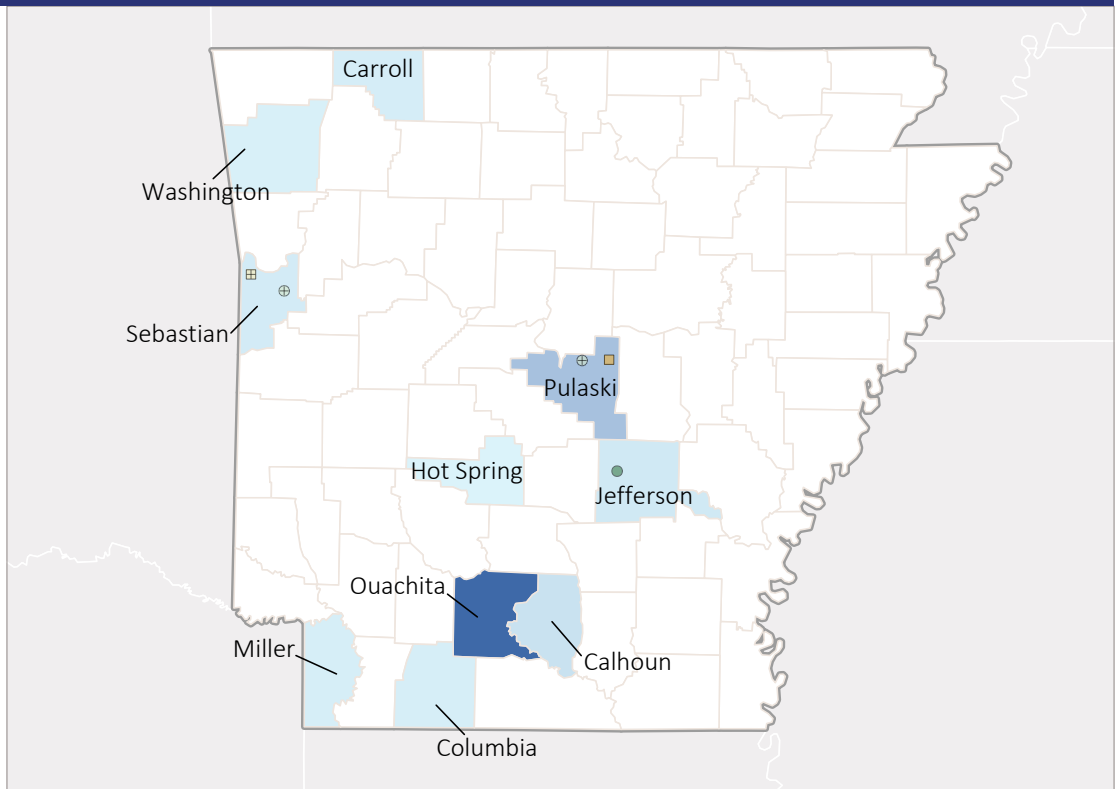 Carroll
Washington
Sebastian
Pulaski
Hot Spring
Jefferson
Ouachita
Miller
Calhoun
Columbia